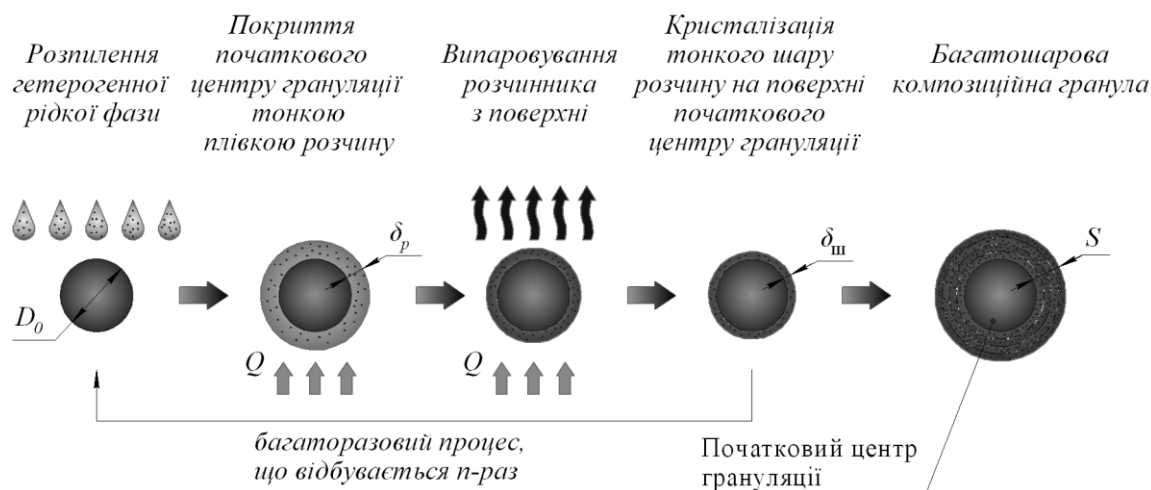 Розпилення
гетерогенної
рідкої фази
Покриття
початкового
центру грануляції
тонкою
плівкою розчину
Випаровування
розчинника
з поверхні
Кристалізація
тонкого шару
розчину на поверхні
початкового
центру грануляції
Багатошарова
композиційна гранула
D₀
δₚ
δш
S
Q
Q
багаторазовий процес,
що відбувається n-раз
Початковий центр
грануляції